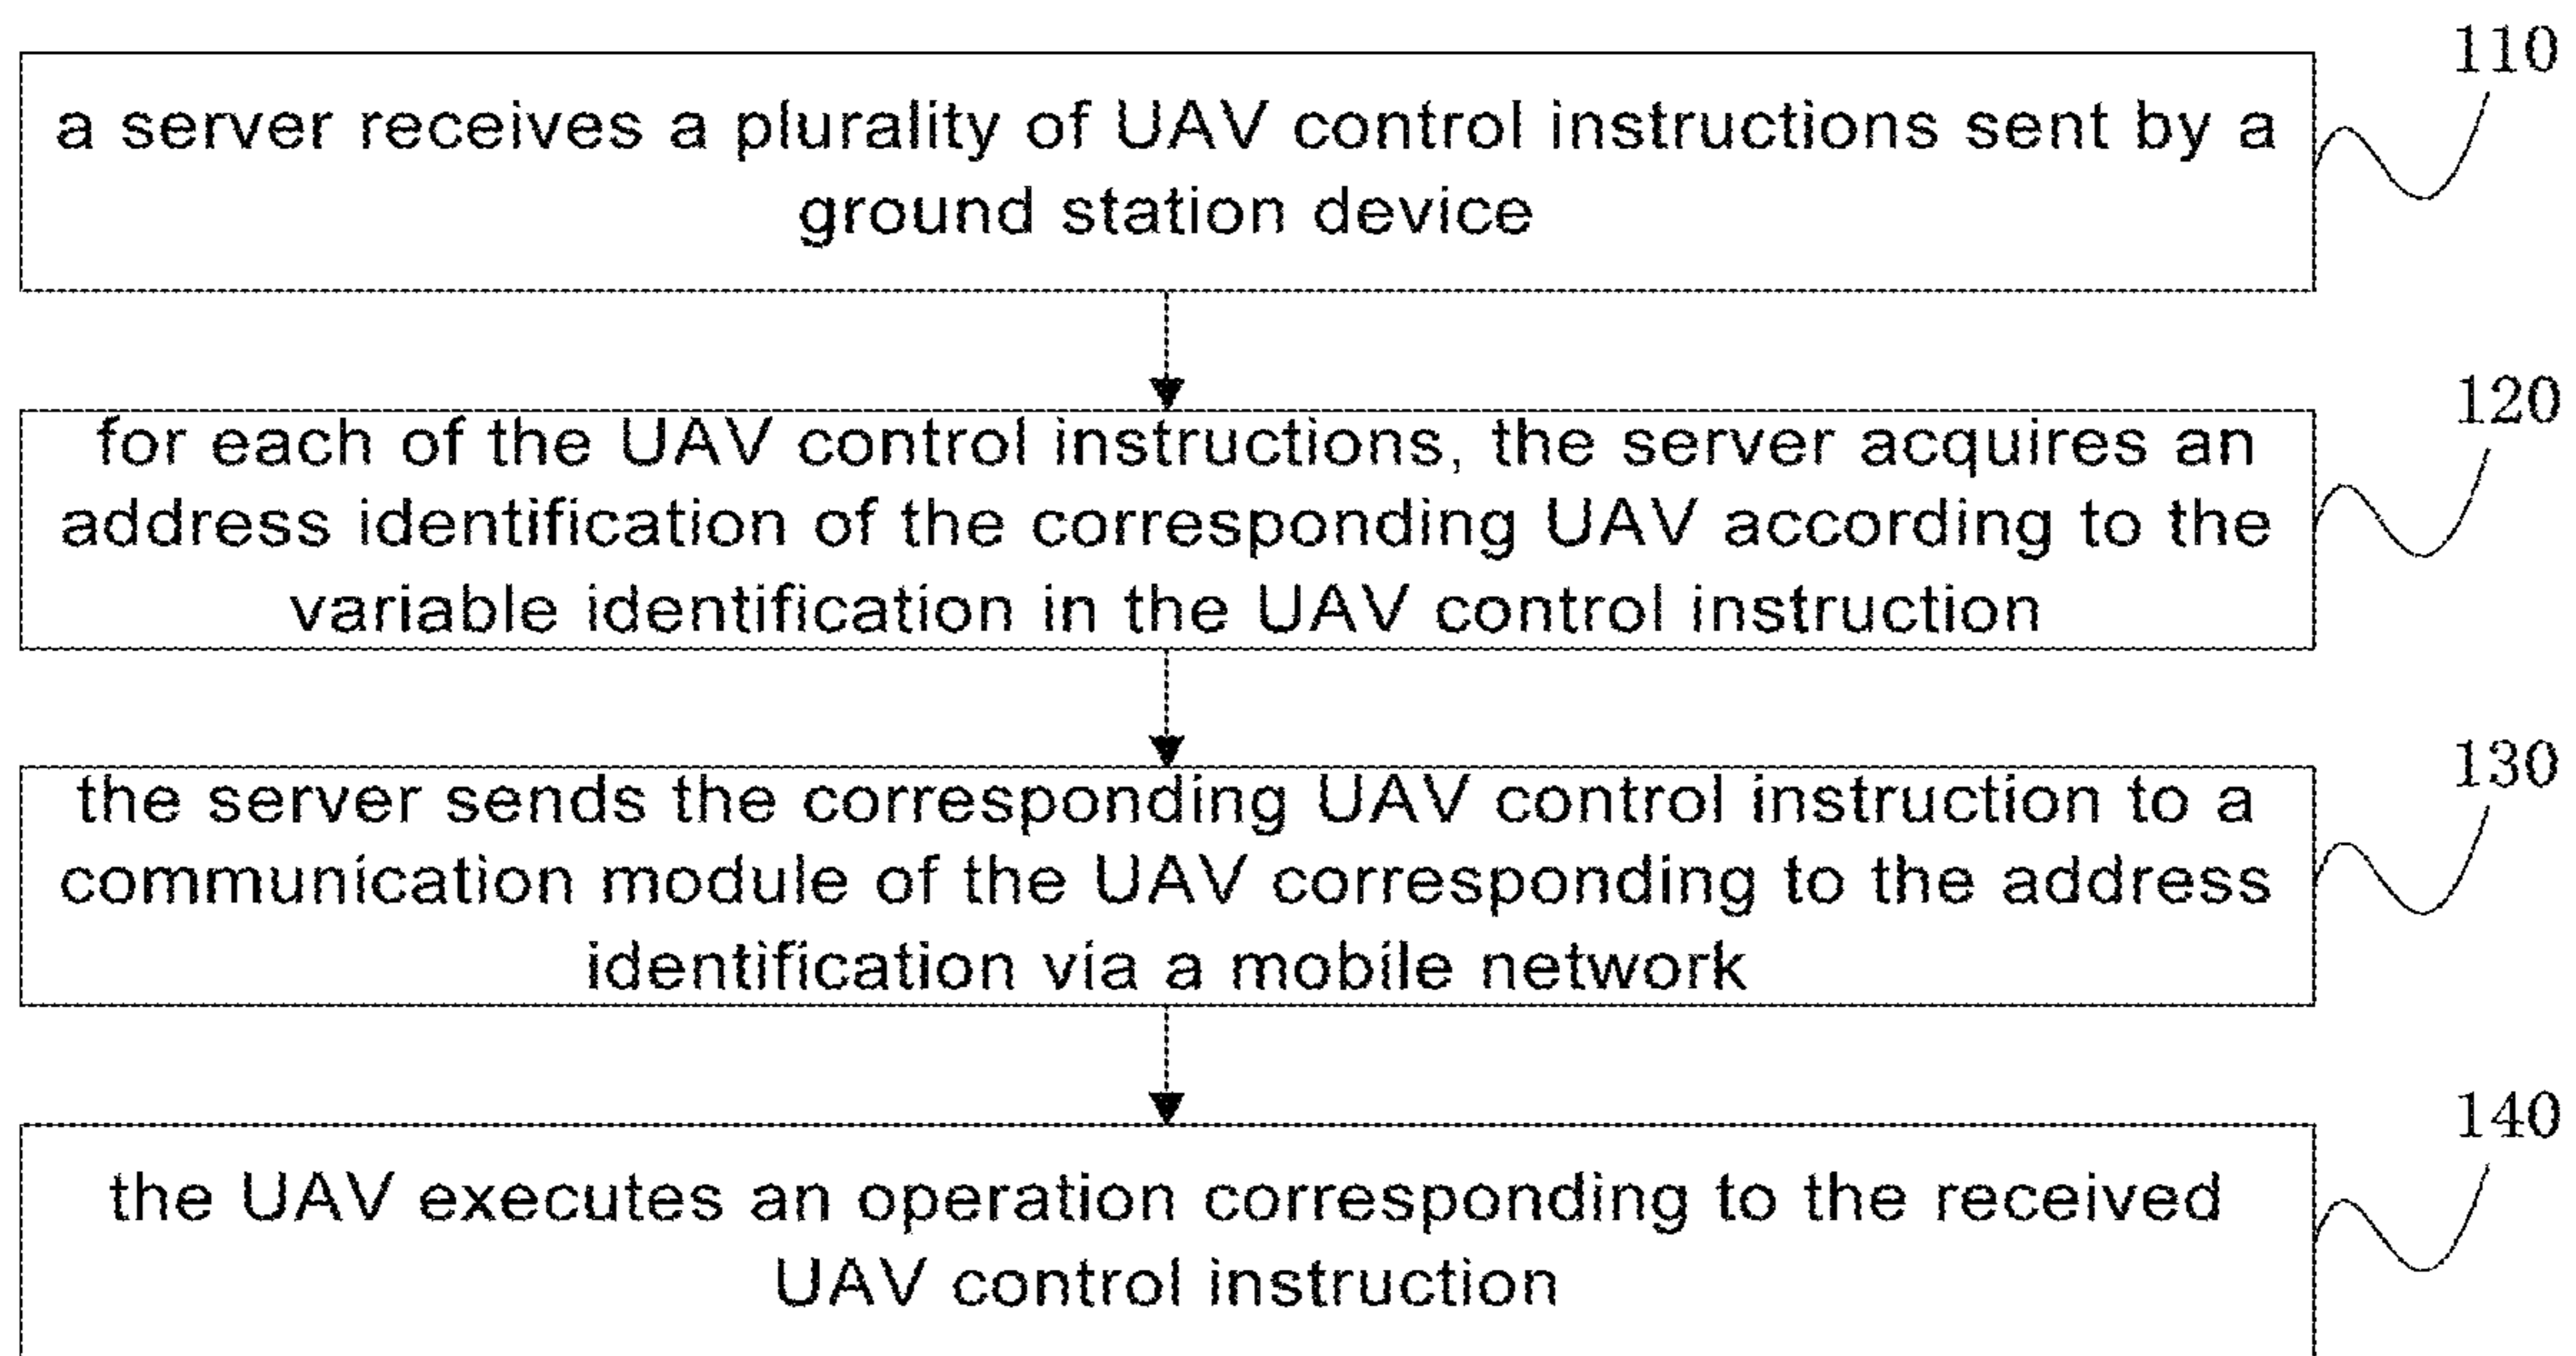 110
a server receives a plurality of UAV control instructions sent by a
ground station device
120
for each of the UAV control instructions, the server acquires an
address identification of the corresponding UAV according to the
variable identification in the UAV control instruction
130
the server sends the corresponding UAV control instruction to a
communication module of the UAV corresponding to the address
identification via a mobile network
140
the UAV executes an operation corresponding to the received
UAV control instruction